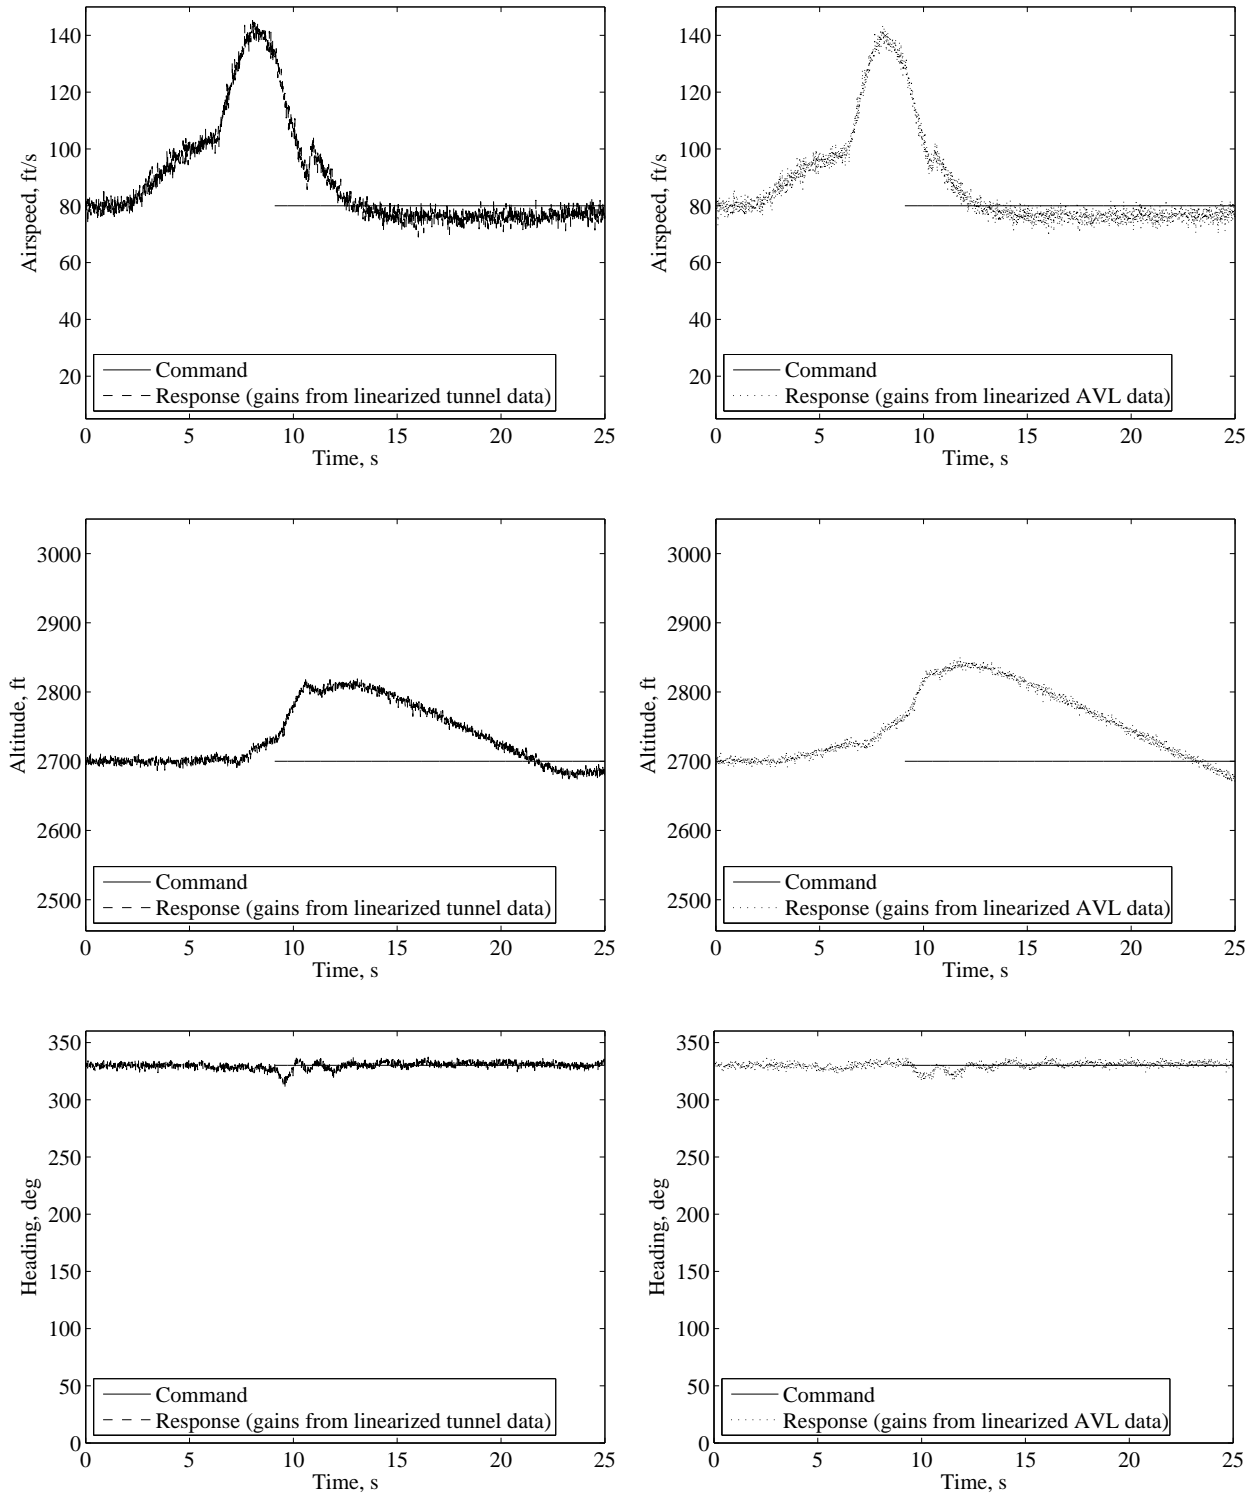 140
120
100
80
60
40
20
Airspeed, ft/s
Command
Response (gains from linearized tunnel data)
0 5 10 15 20 25
Time, s
140
120
100
80
60
40
20
Airspeed, ft/s
Command
Response (gains from linearized AVL data)
0 5 10 15 20 25
Time, s
3000
2900
2800
2700
2600
2500
Altitude, ft
Command
Response (gains from linearized tunnel data)
0 5 10 15 20 25
Time, s
3000
2900
2800
2700
2600
2500
Altitude, ft
Command
Response (gains from linearized AVL data)
0 5 10 15 20 25
Time, s
350
300
250
200
150
100
50
0
Heading, deg
Command
Response (gains from linearized tunnel data)
0 5 10 15 20 25
Time, s
350
300
250
200
150
100
50
0
Heading, deg
Command
Response (gains from linearized AVL data)
0 5 10 15 20 25
Time, s